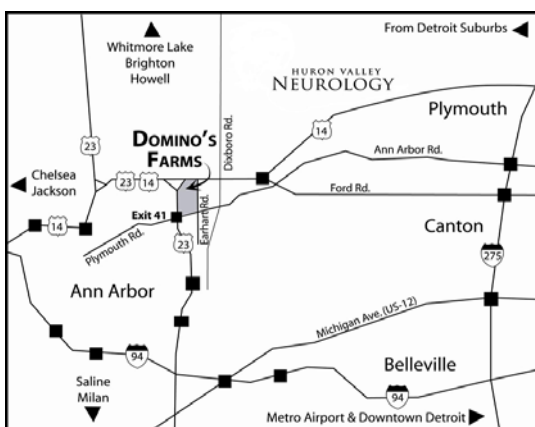 From Detroit Suburbs
Whitmore Lake
Brighton
Howell
HURON VALLEY
NEUROLOGY
Plymouth
14
Dixboro Rd.
23
DOMINO'S
FARMS
Ann Arbor Rd.
Chelsea
Jackson
23
14
Ford Rd.
Exit 41
Earhart Rd.
14
Plymouth Rd.
23
Canton
275
Ann Arbor
Michigan Ave. (US-12)
94
Belleville
Saline
Milan
94
Metro Airport & Downtown Detroit